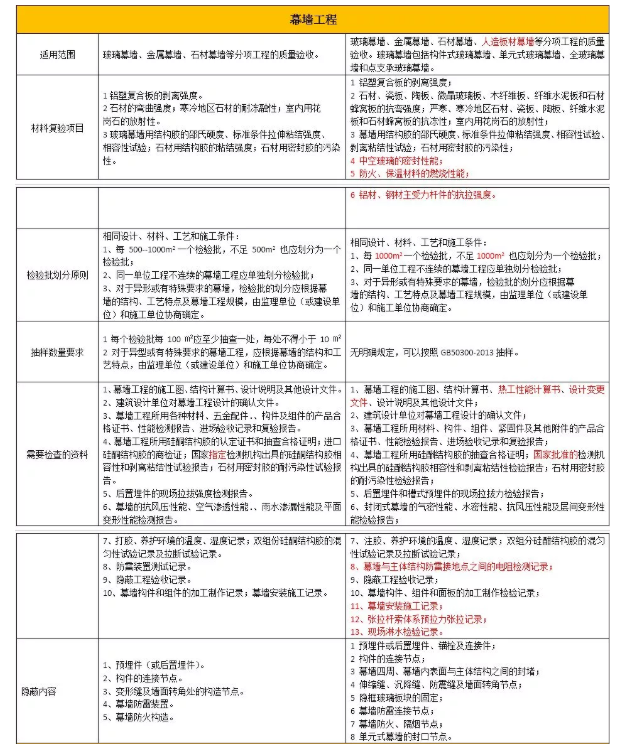 幕墙工程
适用范围
玻璃幕墙、金属幕墙、石材幕墙等分项工程的质量验收。
玻璃幕墙、金属幕墙、石材幕墙、人造板材幕墙等分项工程的质量
验收。玻璃幕墙包括构件式玻璃幕墙、单元式玻璃幕墙、全玻璃幕
墙和点支承玻璃幕墙。
材料复验项目
1 铝塑复合板的剥离强度。
2 石材的弯曲强度；寒冷地区石材的耐冻融性；室内用花
岗石的放射性。
3 玻璃幕墙用结构胶的邵氏硬度、标准条件拉伸粘结强度、
相容性试验；石材用结构胶的粘结强度；石材用密封胶的污染
性。
1 铝塑复合板的剥离强度；
2 石材、瓷板、陶板、微晶玻璃板、木纤维板、纤维水泥板和石材
蜂窝板的抗弯强度；严寒、寒冷地区石材、瓷板、陶板、纤维水泥
板和石材蜂窝板的抗冻性；室内用花岗石的放射性；
3 幕墙用结构胶的邵氏硬度、标准条件拉伸粘结强度、相容性试验、
剥离粘结性试验；石材用密封胶的污染性；
4 中空玻璃的密封性能；
5 防火、保温材料的燃烧性能；
6 铝材、钢材主受力杆件的抗拉强度。
检验批划分原则
相同设计、材料、工艺和施工条件：
1、每 500--1000m² 一个检验批，不足 500m² 也应划分为一个
检验批；
2、同一单位工程不连续的幕墙工程应单独划分检验批；
3、对于异形或有特殊要求的幕墙，检验批的划分应根据幕
墙的结构、工艺特点及幕墙工程规模，由监理单位（或建设单
位）和施工单位协商确定。
相同设计、材料、工艺和施工条件：
1、每 1000m² 一个检验批，不足 1000m² 也应划分为一个检验批；
2、同一单位工程不连续的幕墙工程应单独划分检验批；
3、对于异形或有特殊要求的幕墙，检验批的划分应根据幕
墙的结构、工艺特点及幕墙工程规模，由监理单位（或建设单
位）和施工单位协商确定。
抽样数量要求
1 每个检验批每 100 ㎡应至少抽查一处，每处不得小于 10 ㎡
2 对于异型或有特殊要求的幕墙工程，应根据幕墙的结构和工
艺特点，由监理单位（或建设单位）和施工单位协商确定。
无明确规定，可以按照 GB50300-2013 抽样。
需要检查的资料
1、幕墙工程的施工图、结构计算书、设计说明及其他设计文件。
2、建筑设计单位对幕墙工程设计的确认文件。
3、幕墙工程所用各种材料、五金配件、、构件及组件的产品合
格证书、性能检测报告、进场验收记录和复验报告。
4、幕墙工程所用硅酮结构胶的认定证书和抽查合格证明；进口
硅酮结构胶的商检证；国家指定检测机构出具的硅酮结构胶相
容性和剥离粘结性试验报告；石材用密封胶的耐污染性试验报
告。
5、后置埋件的现场拉拔强度检测报告。
6、幕墙的抗风压性能、空气渗透性能、、雨水渗漏性能及平面
变形性能检测报告。
1、幕墙工程的施工图、结构计算书、热工性能计算书、设计变更
文件、设计说明及其他设计文件；
2、建筑设计单位对幕墙工程设计的确认文件；
3、幕墙工程所用材料、构件、组件、紧固件及其他附件的产品合
格证书、性能检验报告、进场验收记录和复验报告；
4、幕墙工程所用硅酮结构胶的抽查合格证明；国家批准的检测机
构出具的硅酮结构胶相容性和剥离粘结性检验报告；石材用密封胶
的耐污染性检验报告；
5、后置埋件和槽式预埋件的现场拉拔力检验报告；
6、封闭式幕墙的气密性能、水密性能、抗风压性能及层间变形性
能检验报告；
7、打胶、养护环境的温度、湿度记录；双组份硅酮结构胶的混
匀性试验记录及拉断试验记录。
8、防雷装置测试记录。
9、隐蔽工程验收记录。
10、幕墙构件和组件的加工制作记录；幕墙安装施工记录。
7、注胶、养护环境的温度、湿度记录；双组分硅酮结构胶的混匀
性试验记录及拉断试验记录；
8、幕墙与主体结构防雷接地点之间的电阻检测记录；
9、隐蔽工程验收记录；
10、幕墙构件、组件和面板的加工制作检验记录；
11、幕墙安装施工记录；
12、张拉杆索体系预拉力张拉记录；
13、现场淋水检验记录。
隐蔽内容
1、预埋件（或后置埋件）。
2、构件的连接节点。
3、变形缝及墙面转角处的构造节点。
4、幕墙防雷装置。
5、幕墙防火构造。
1 预埋件或后置埋件、锚栓及连接件；
2 构件的连接节点；
3 幕墙四周、幕墙内表面与主体结构之间的封堵；
4 伸缩缝、沉降缝、防震缝及墙面转角节点；
5 隐框玻璃板块的固定；
6 幕墙防雷连接节点；
7 幕墙防火、隔烟节点；
8 单元式幕墙的封口节点。